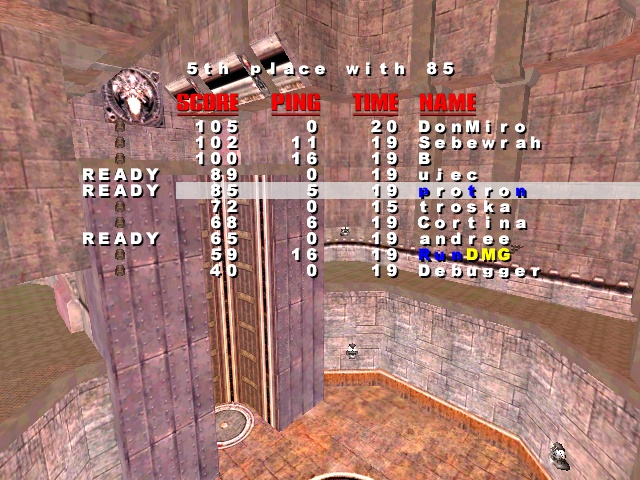 5th place with 85
SCORE PING TIME NAME
105 0 20 DonMiro
102 11 19 Sebewrah
100 16 19 B
READY 89 0 19 ujec
READY 85 5 19 protron
72 0 15 troska
68 6 19 Cortina
READY 65 0 19 andree
59 16 19 RunDMG
40 0 19 Debugger